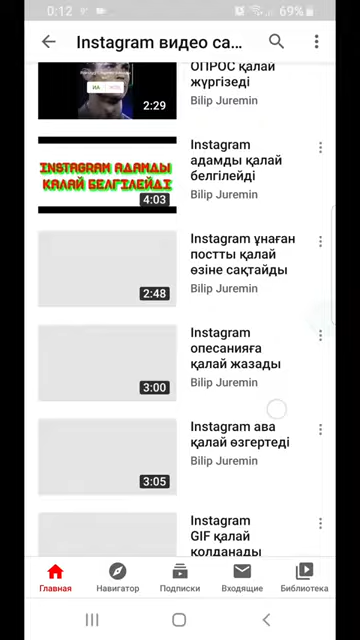 0:12 9° 69%
Instagram видео са...
ОПРОС қалай
жүргізеді
Bilip Juremin
2:29
Instagram
адамды қалай
белгілейді
Bilip Juremin
INSTAGRAM АДАМДЫ
КАЛАЙ БЕЛГІЛЕЙДІ
4:03
Instagram ұнаған
постты қалай
өзіне сақтайды
Bilip Juremin
2:48
Instagram
опесанияға
қалай жазады
Bilip Juremin
3:00
Instagram ава
қалай өзгертеді
Bilip Juremin
3:05
Instagram
GIF қалай
қолданады
Главная Навигатор Подписки Входящие Библиотека